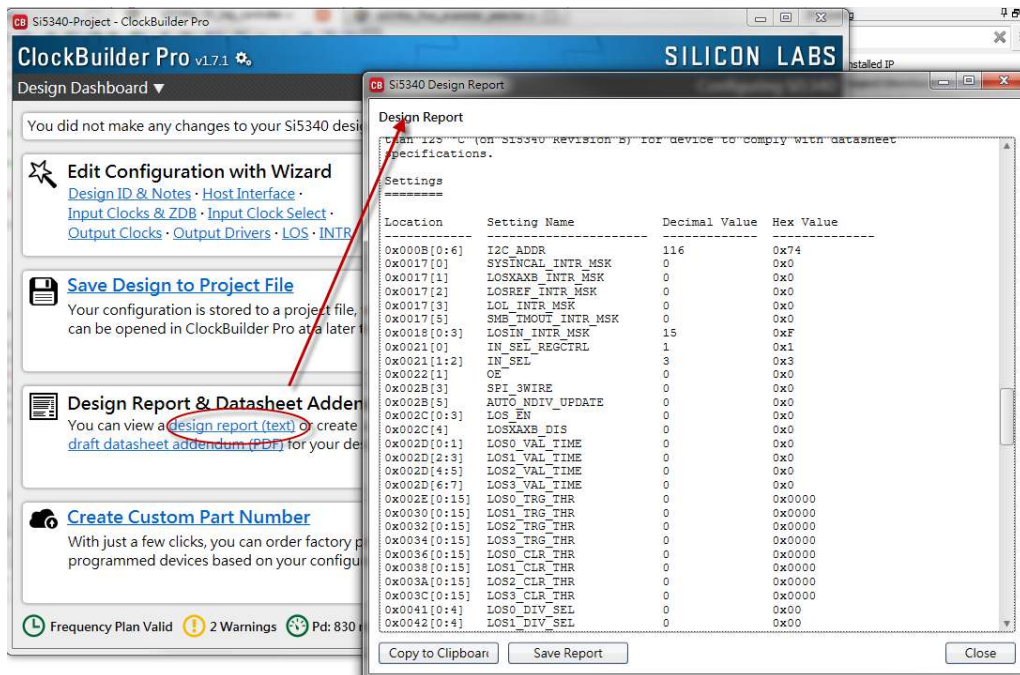 Si5340-Project - ClockBuilder Pro
ClockBuilder Pro v1.7.1
SILICON LABS
Design Dashboard ▼
You did not make any changes to your Si5340 desi
Edit Configuration with Wizard
Design ID & Notes · Host Interface ·
Input Clocks & ZDB · Input Clock Select ·
Output Clocks · Output Drivers · LOS · INTR
Save Design to Project File
Your configuration is stored to a project file,
can be opened in ClockBuilder Pro at a later t
Design Report & Datasheet Adden
You can view a design report (text) or create
draft datasheet addendum (PDF) for your de
Create Custom Part Number
With just a few clicks, you can order factory p
programmed devices based on your configu
Frequency Plan Valid 2 Warnings Pd: 830
nstalled IP
Si5340 Design Report
Design Report
than 125 °C (on Si5340 Revision B) for device to comply with datasheet
specifications.
Settings
========
Location Setting Name Decimal Value Hex Value
------------ ---------------------- ------------- --------------
0x000B[0:6] I2C_ADDR 116 0x74
0x0017[0] SYSINCAL_INTR_MSK 0 0x0
0x0017[1] LOSXAXB_INTR_MSK 0 0x0
0x0017[2] LOSREF_INTR_MSK 0 0x0
0x0017[3] LOL_INTR_MSK 0 0x0
0x0017[5] SMB_TMOUT_INTR_MSK 0 0x0
0x0018[0:3] LOSIN_INTR_MSK 15 0xF
0x0021[0] IN_SEL_REGCTRL 1 0x1
0x0021[1:2] IN_SEL 3 0x3
0x0022[1] OE 0 0x0
0x002B[3] SPI_3WIRE 0 0x0
0x002B[5] AUTO_NDIV_UPDATE 0 0x0
0x002C[0:3] LOS_EN 0 0x0
0x002C[4] LOSXAXB_DIS 0 0x0
0x002D[0:1] LOS0_VAL_TIME 0 0x0
0x002D[2:3] LOS1_VAL_TIME 0 0x0
0x002D[4:5] LOS2_VAL_TIME 0 0x0
0x002D[6:7] LOS3_VAL_TIME 0 0x0
0x002E[0:15] LOS0_TRG_THR 0 0x0000
0x0030[0:15] LOS1_TRG_THR 0 0x0000
0x0032[0:15] LOS2_TRG_THR 0 0x0000
0x0034[0:15] LOS3_TRG_THR 0 0x0000
0x0036[0:15] LOS0_CLR_THR 0 0x0000
0x0038[0:15] LOS1_CLR_THR 0 0x0000
0x003A[0:15] LOS2_CLR_THR 0 0x0000
0x003C[0:15] LOS3_CLR_THR 0 0x0000
0x0041[0:4] LOS0_DIV_SEL 0 0x00
0x0042[0:4] LOS1_DIV_SEL 0 0x00
Copy to Clipboar
Save Report
Close